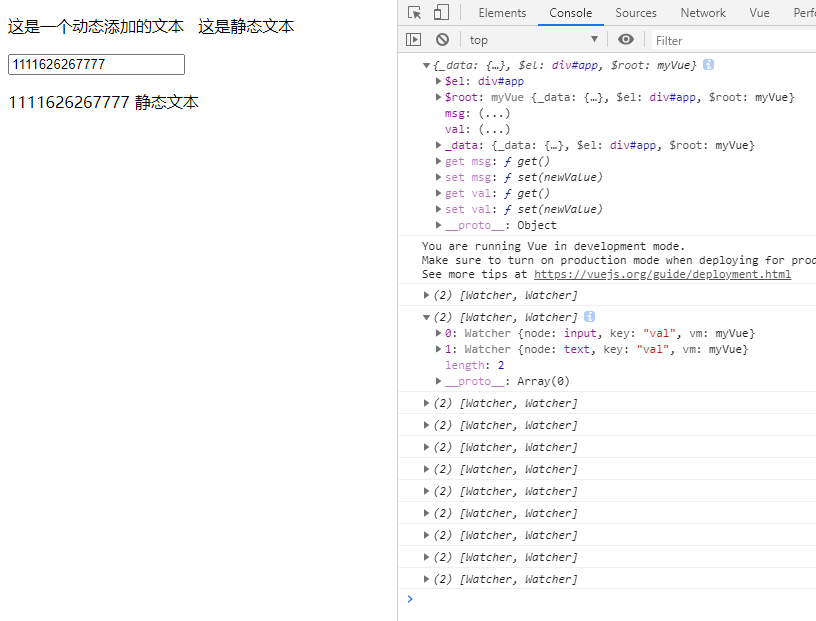 这是一个动态添加的文本 这是静态文本
1111626267777
1111626267777 静态文本
Elements Console Sources Network Vue Perf
top Filter
{_data: {…}, $el: div#app, $root: myVue}
$el: div#app
$root: myVue {_data: {…}, $el: div#app, $root: myVue}
msg: (...)
val: (...)
_data: {_data: {…}, $el: div#app, $root: myVue}
get msg: ƒ get()
set msg: ƒ set(newValue)
get val: ƒ get()
set val: ƒ set(newValue)
__proto__: Object
You are running Vue in development mode.
Make sure to turn on production mode when deploying for prod
See more tips at https://vuejs.org/guide/deployment.html
(2) [Watcher, Watcher]
(2) [Watcher, Watcher]
0: Watcher {node: input, key: "val", vm: myVue}
1: Watcher {node: text, key: "val", vm: myVue}
length: 2
__proto__: Array(0)
(2) [Watcher, Watcher]
(2) [Watcher, Watcher]
(2) [Watcher, Watcher]
(2) [Watcher, Watcher]
(2) [Watcher, Watcher]
(2) [Watcher, Watcher]
(2) [Watcher, Watcher]
(2) [Watcher, Watcher]
(2) [Watcher, Watcher]